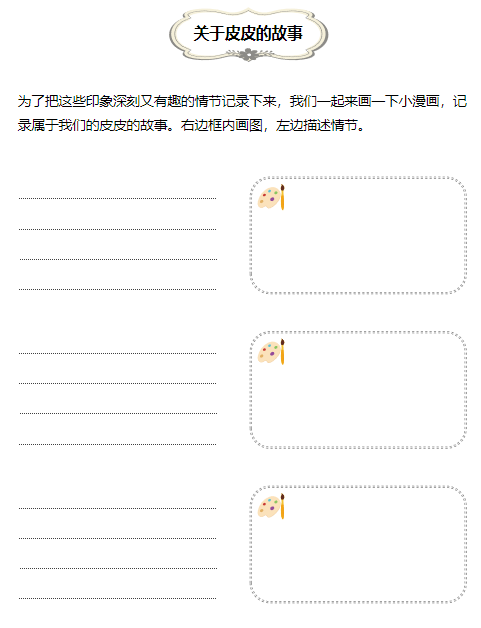 关于皮皮的故事
为了把这些印象深刻又有趣的情节记录下来，我们一起来画一下小漫画，记
录属于我们的皮皮的故事。右边框内画图，左边描述情节。